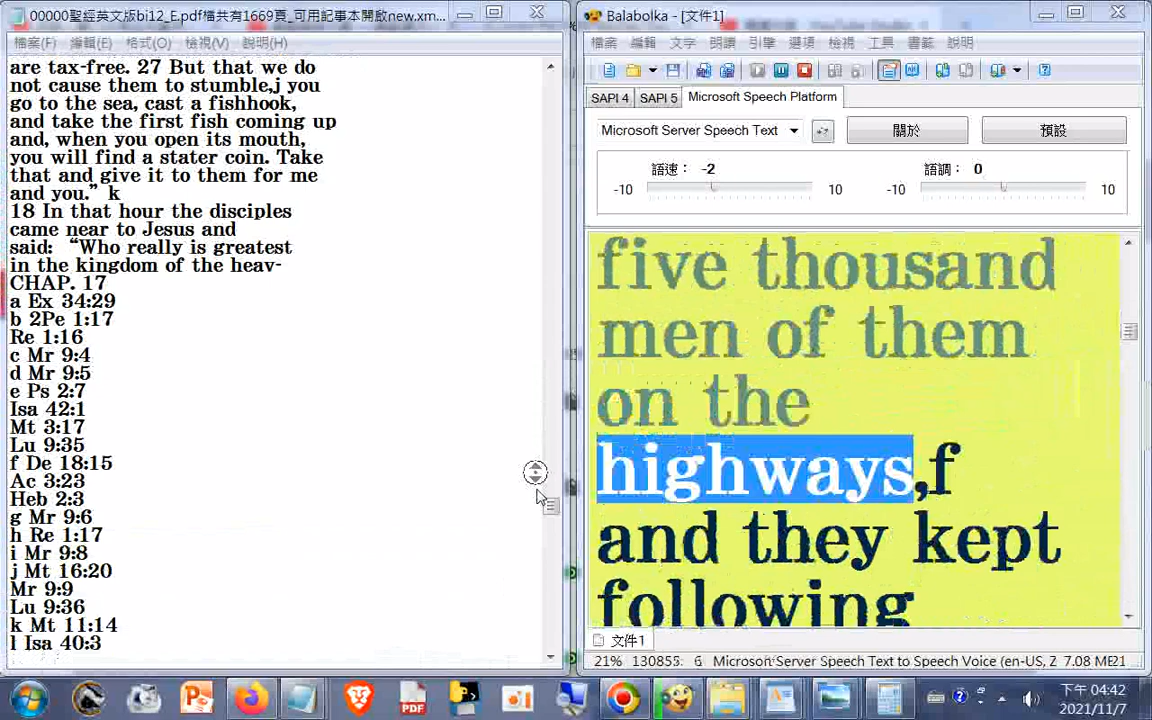 00000聖經英文版bi12_E.pdf檔共有1669頁_可用記事本開啟new.xm...
檔案(F) 編輯(E) 格式(O) 檢視(V) 說明(H)
are tax-free. 27 But that we do
not cause them to stumble,j you
go to the sea, cast a fishhook,
and take the first fish coming up
and, when you open its mouth,
you will find a stater coin. Take
that and give it to them for me
and you.” k
18 In that hour the disciples
came near to Jesus and
said: “Who really is greatest
in the kingdom of the heav-
CHAP. 17
a Ex 34:29
b 2Pe 1:17
Re 1:16
c Mr 9:4
d Mr 9:5
e Ps 2:7
Isa 42:1
Mt 3:17
Lu 9:35
f De 18:15
Ac 3:23
Heb 2:3
g Mr 9:6
h Re 1:17
i Mr 9:8
j Mt 16:20
Mr 9:9
Lu 9:36
k Mt 11:14
l Isa 40:3
Balabolka - [文件1]
檔案 編輯 文字 朗讀 引擎 選項 檢視 工具 書籤 說明
SAPI 4 SAPI 5 Microsoft Speech Platform
Microsoft Server Speech Text 關於 預設
語速： -2 語調： 0
-10 10 -10 10
five thousand
men of them
on the
highways,f
and they kept
following
文件1
21% 130855: 6 Microsoft Server Speech Text to Speech Voice (en-US, Z 7.08 ME21
PDF
下午 04:42
2021/11/7